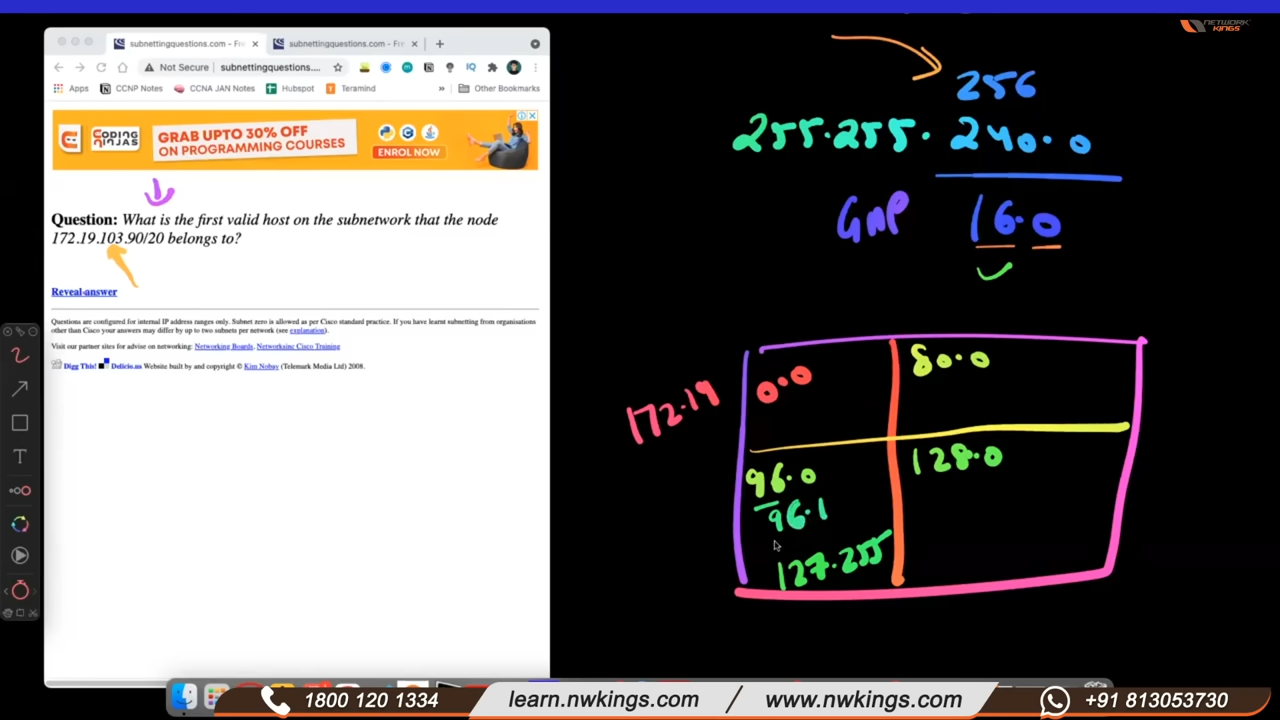 NETWORK
KINGS
subnettingquestions.com - Fre
subnettingquestions.com - Fre
Not Secure
subnettingquestions....
Apps
CCNP Notes
CCNA JAN Notes
Hubspot
Teramind
»
Other Bookmarks
CODING
NINJAS
GRAB UPTO 30% OFF
ON PROGRAMMING COURSES
ENROL NOW
Question: What is the first valid host on the subnetwork that the node
172.19.103.90/20 belongs to?
Reveal-answer
Questions are configured for internal IP address ranges only. Subnet zero is allowed as per Cisco standard practice. If you have learnt subnetting from organisations
other than Cisco your answers may differ by up to two subnets per network (see explanation).
Visit our partner sites for advise on networking: Networking Boards, Networksinc Cisco Training
Digg This! Delicio.us Website built by and copyright © Kim Nobay (Telemark Media Ltd) 2008.
256
255.255.240.0
GAP 16.0
172.19
0.0
80.0
96.0
96.1
127.255
128.0
1800 120 1334
learn.nwkings.com / www.nwkings.com
+91 813053730